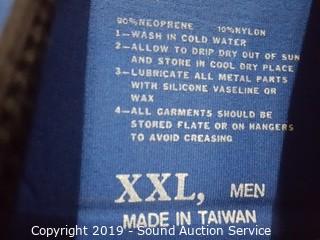 90% NEOPRENE 10% NYLON
1-WASH IN COLD WATER
2-ALLOW TO DRIP DRY OUT OF SUN
AND STORE IN COOL DRY PLACE
3-LUBRICATE ALL METAL PARTS
WITH SILICONE VASELINE OR
WAX
4-ALL GARMENTS SHOULD BE
STORED FLATE OR ON HANGERS
TO AVOID CREASING
XXL, MEN
MADE IN TAIWAN
Copyright 2019 - Sound Auction Service